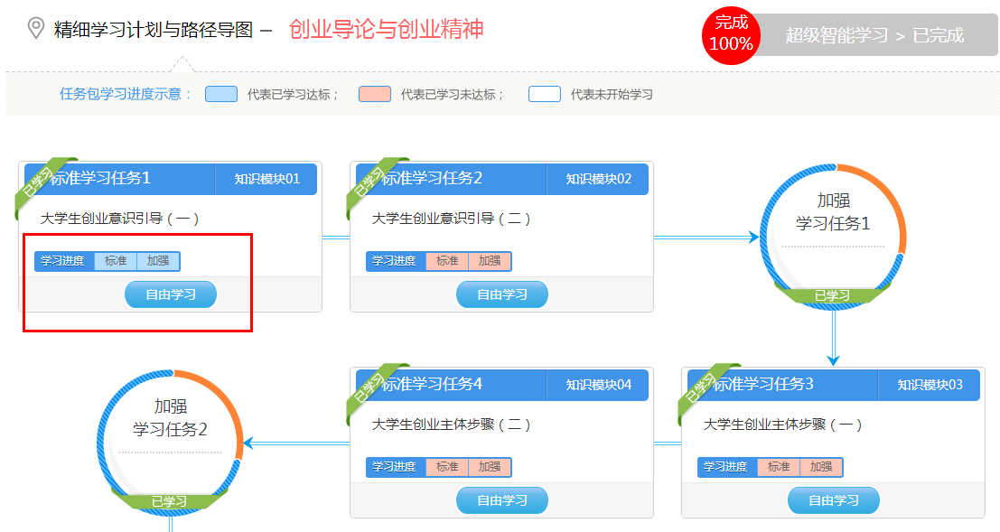 精细学习计划与路径导图 — 创业导论与创业精神
完成
100%
超级智能学习 > 已完成
任务包学习进度示意：
代表已学习达标；
代表已学习未达标；
代表未开始学习
已学习
标准学习任务1
知识模块01
大学生创业意识引导（一）
学习进度 标准 加强
自由学习
已学习
标准学习任务2
知识模块02
大学生创业意识引导（二）
学习进度 标准 加强
自由学习
加强
学习任务1
已学习
加强
学习任务2
已学习
已学习
标准学习任务4
知识模块04
大学生创业主体步骤（二）
学习进度 标准 加强
自由学习
已学习
标准学习任务3
知识模块03
大学生创业主体步骤（一）
学习进度 标准 加强
自由学习